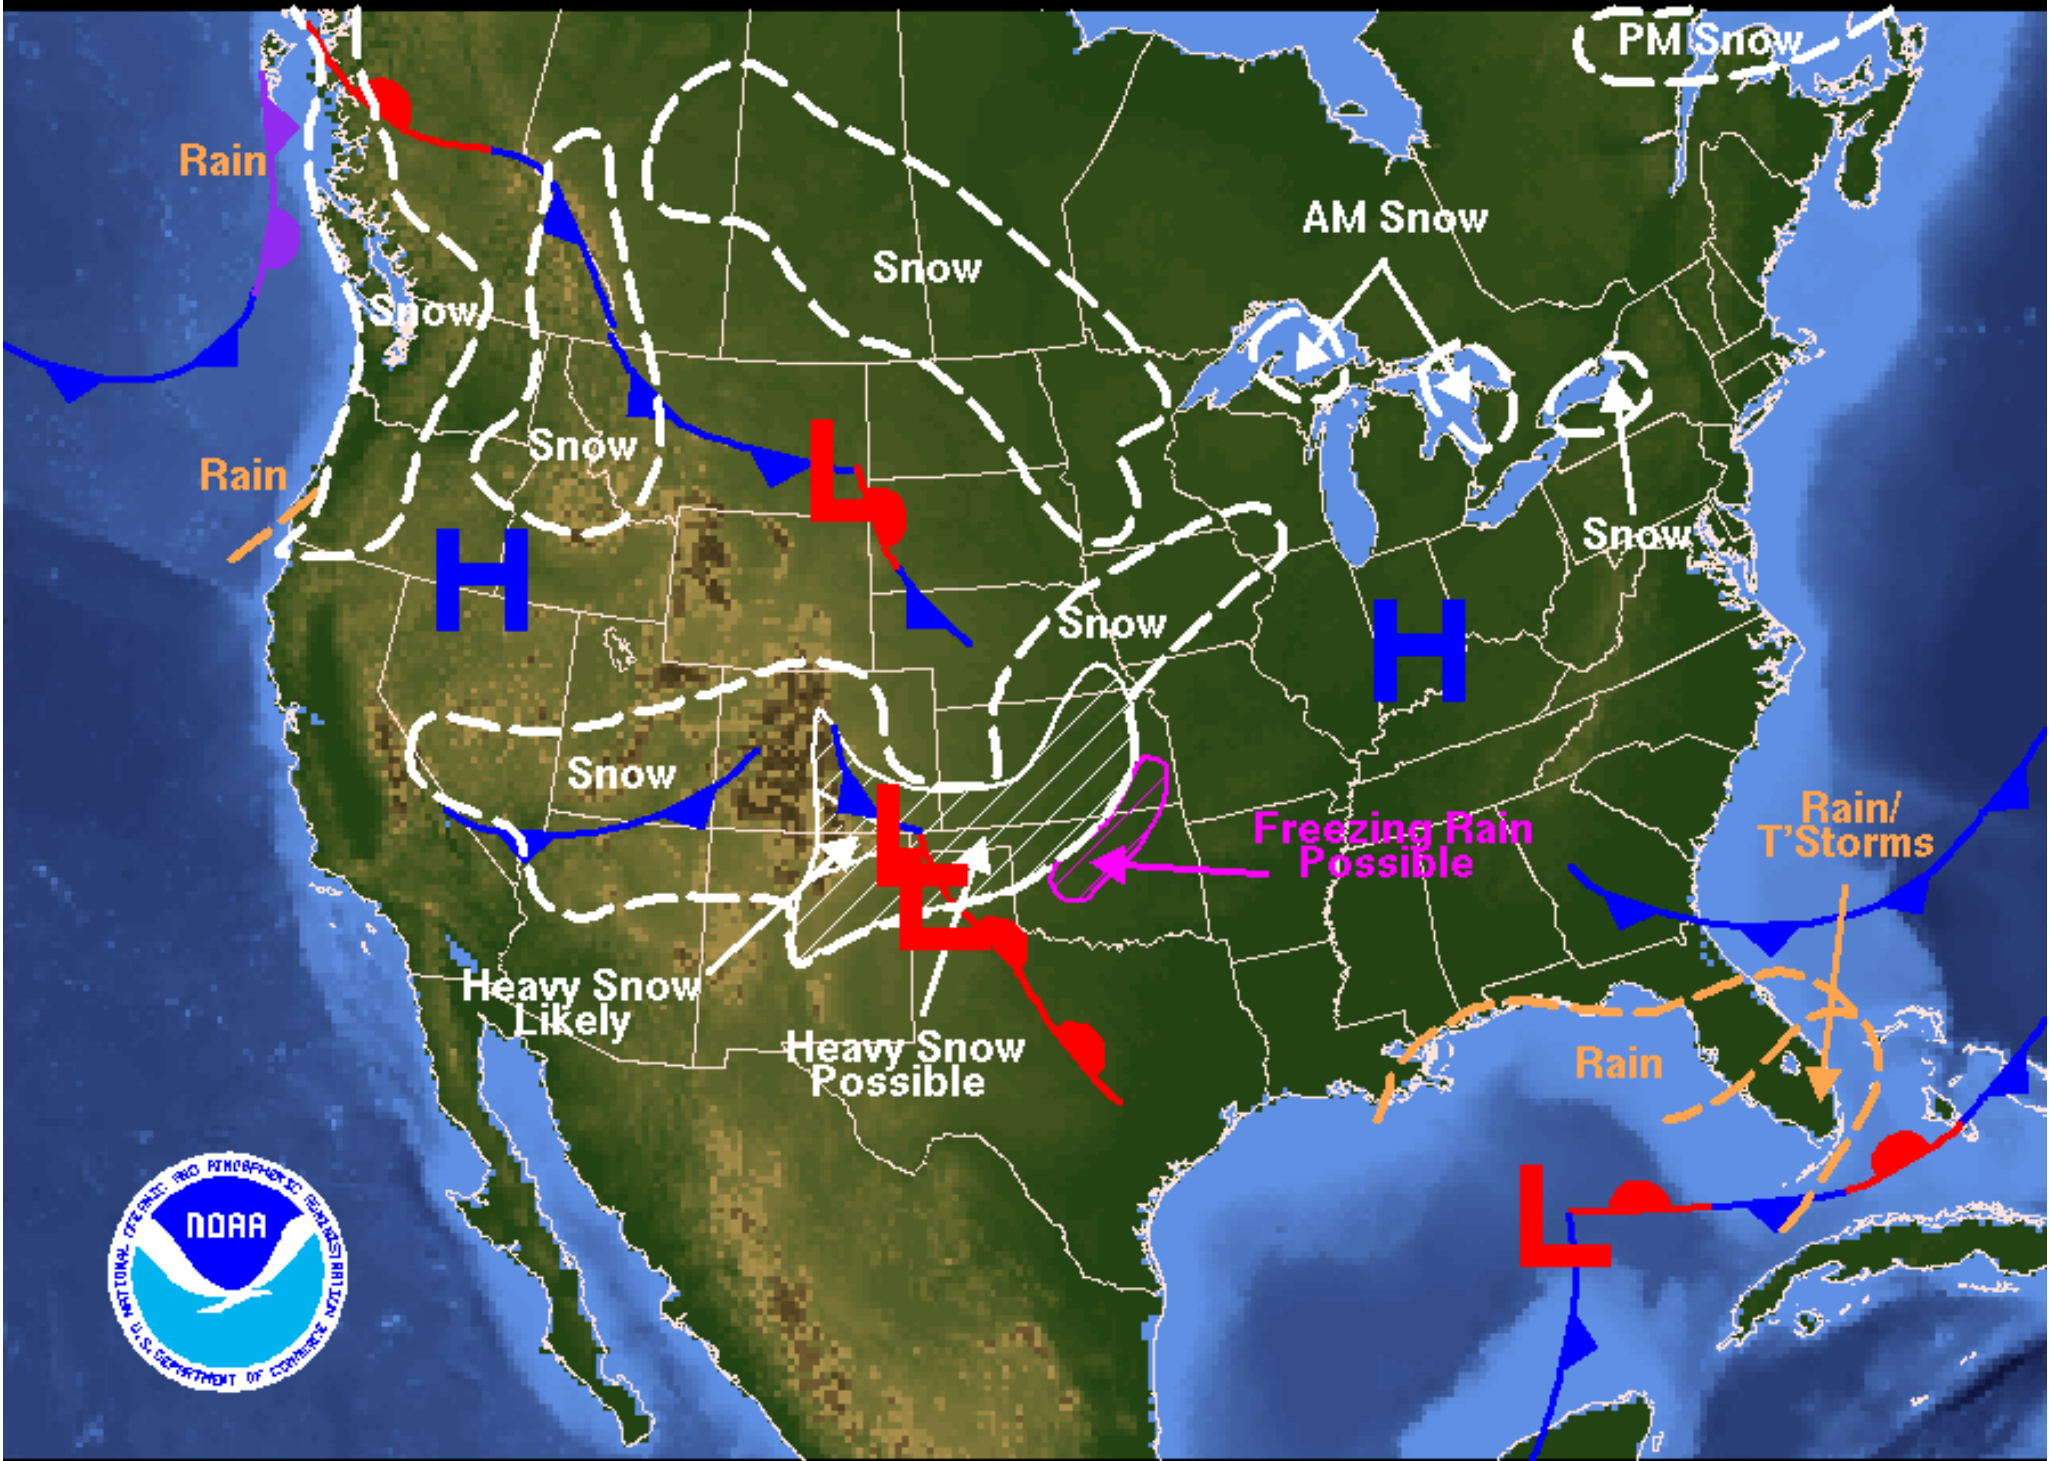 PM Snow
Rain
AM Snow
Snow
Snow
Snow
Rain
L
Snow
H
Snow
H
Snow
L
Rain/
T'Storms
Freezing Rain
Possible
L
Heavy Snow
Likely
Heavy Snow
Possible
Rain
L
NATIONAL OCEANIC AND ATMOSPHERIC ADMINISTRATION
NOAA
U.S. DEPARTMENT OF COMMERCE